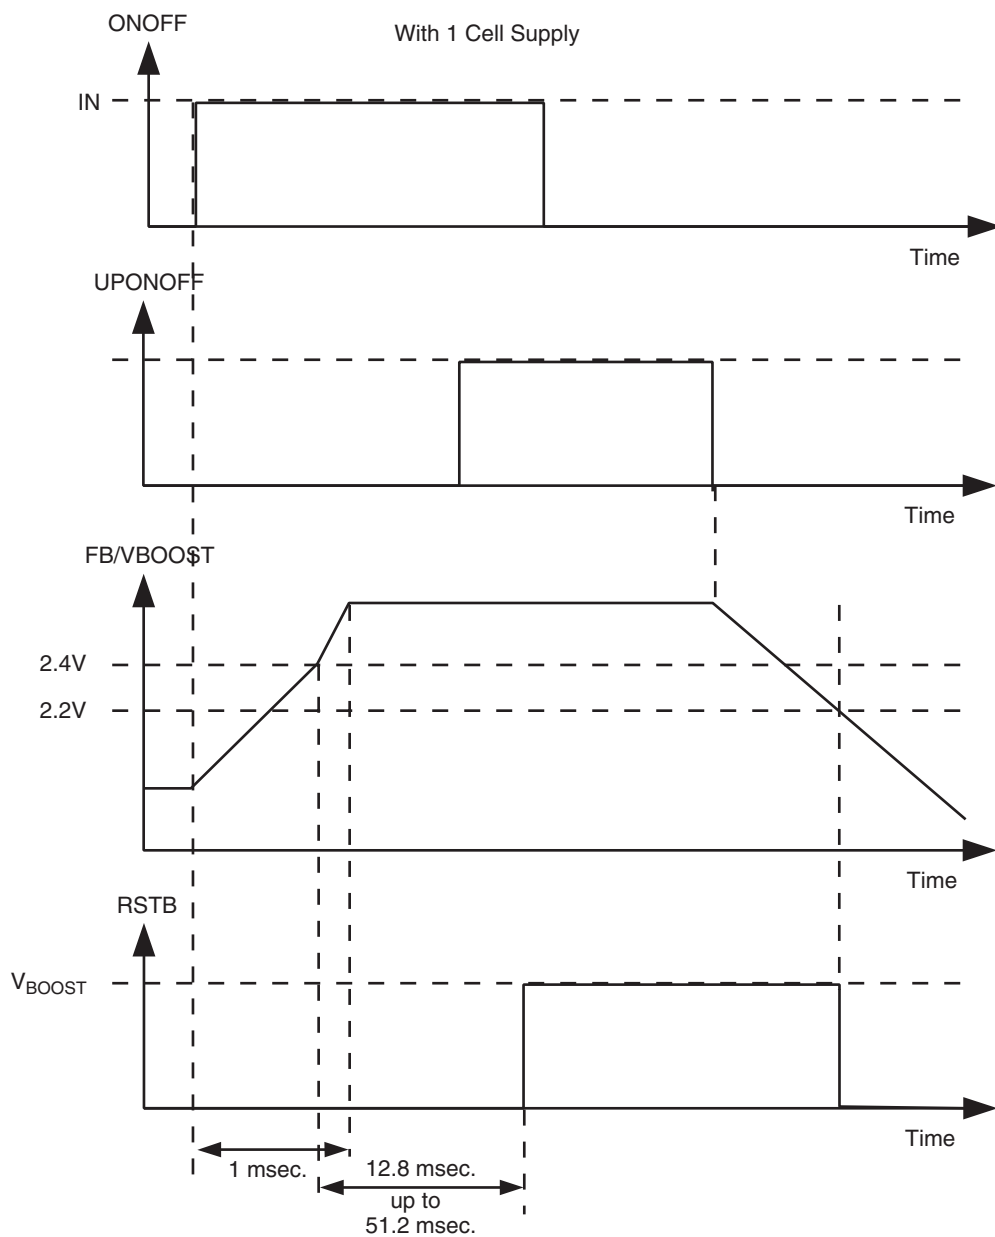 ONOFF
With 1 Cell Supply
IN
Time
UPONOFF
Time
FB/VBOOST
2.4V
2.2V
Time
RSTB
VBOOST
Time
1 msec.
12.8 msec.
up to
51.2 msec.